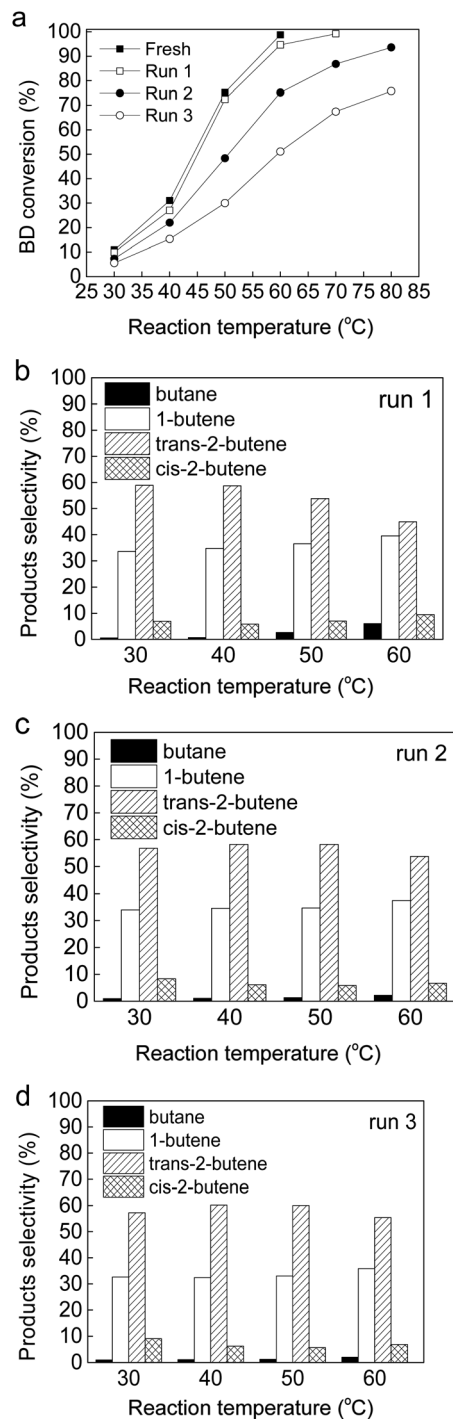 a
100
90
80
70
60
50
40
30
20
10
0
BD conversion (%)
Fresh
Run 1
Run 2
Run 3
25 30 35 40 45 50 55 60 65 70 75 80 85
Reaction temperature (°C)
b
100
90
80
70
60
50
40
30
20
10
0
Products selectivity (%)
butane
1-butene
trans-2-butene
cis-2-butene
run 1
30 40 50 60
Reaction temperature (°C)
c
100
90
80
70
60
50
40
30
20
10
0
Products selectivity (%)
butane
1-butene
trans-2-butene
cis-2-butene
run 2
30 40 50 60
Reaction temperature (°C)
d
100
90
80
70
60
50
40
30
20
10
0
Products selectivity (%)
butane
1-butene
trans-2-butene
cis-2-butene
run 3
30 40 50 60
Reaction temperature (°C)